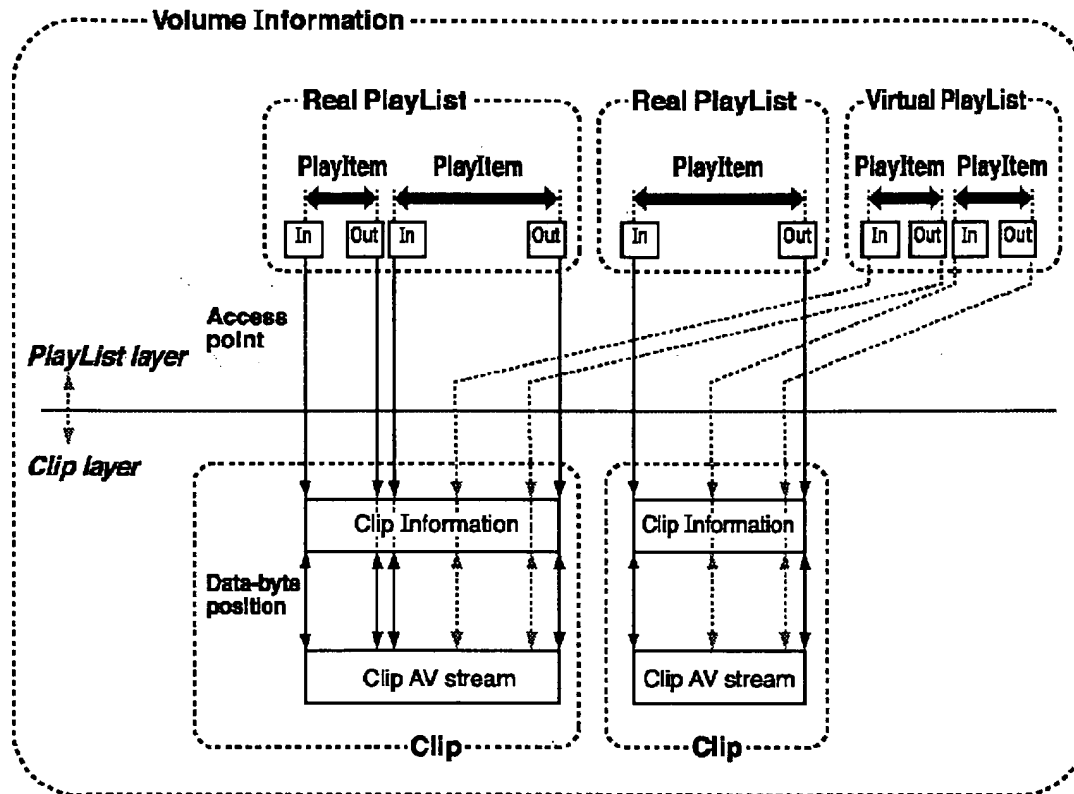 Volume Information
Real PlayList
Real PlayList
Virtual PlayList
PlayItem
PlayItem
PlayItem
PlayItem
PlayItem
In
Out
In
Out
In
Out
In
Out
In
Out
Access
point
PlayList layer
Clip layer
Clip Information
Clip Information
Data-byte
position
Clip AV stream
Clip AV stream
Clip
Clip